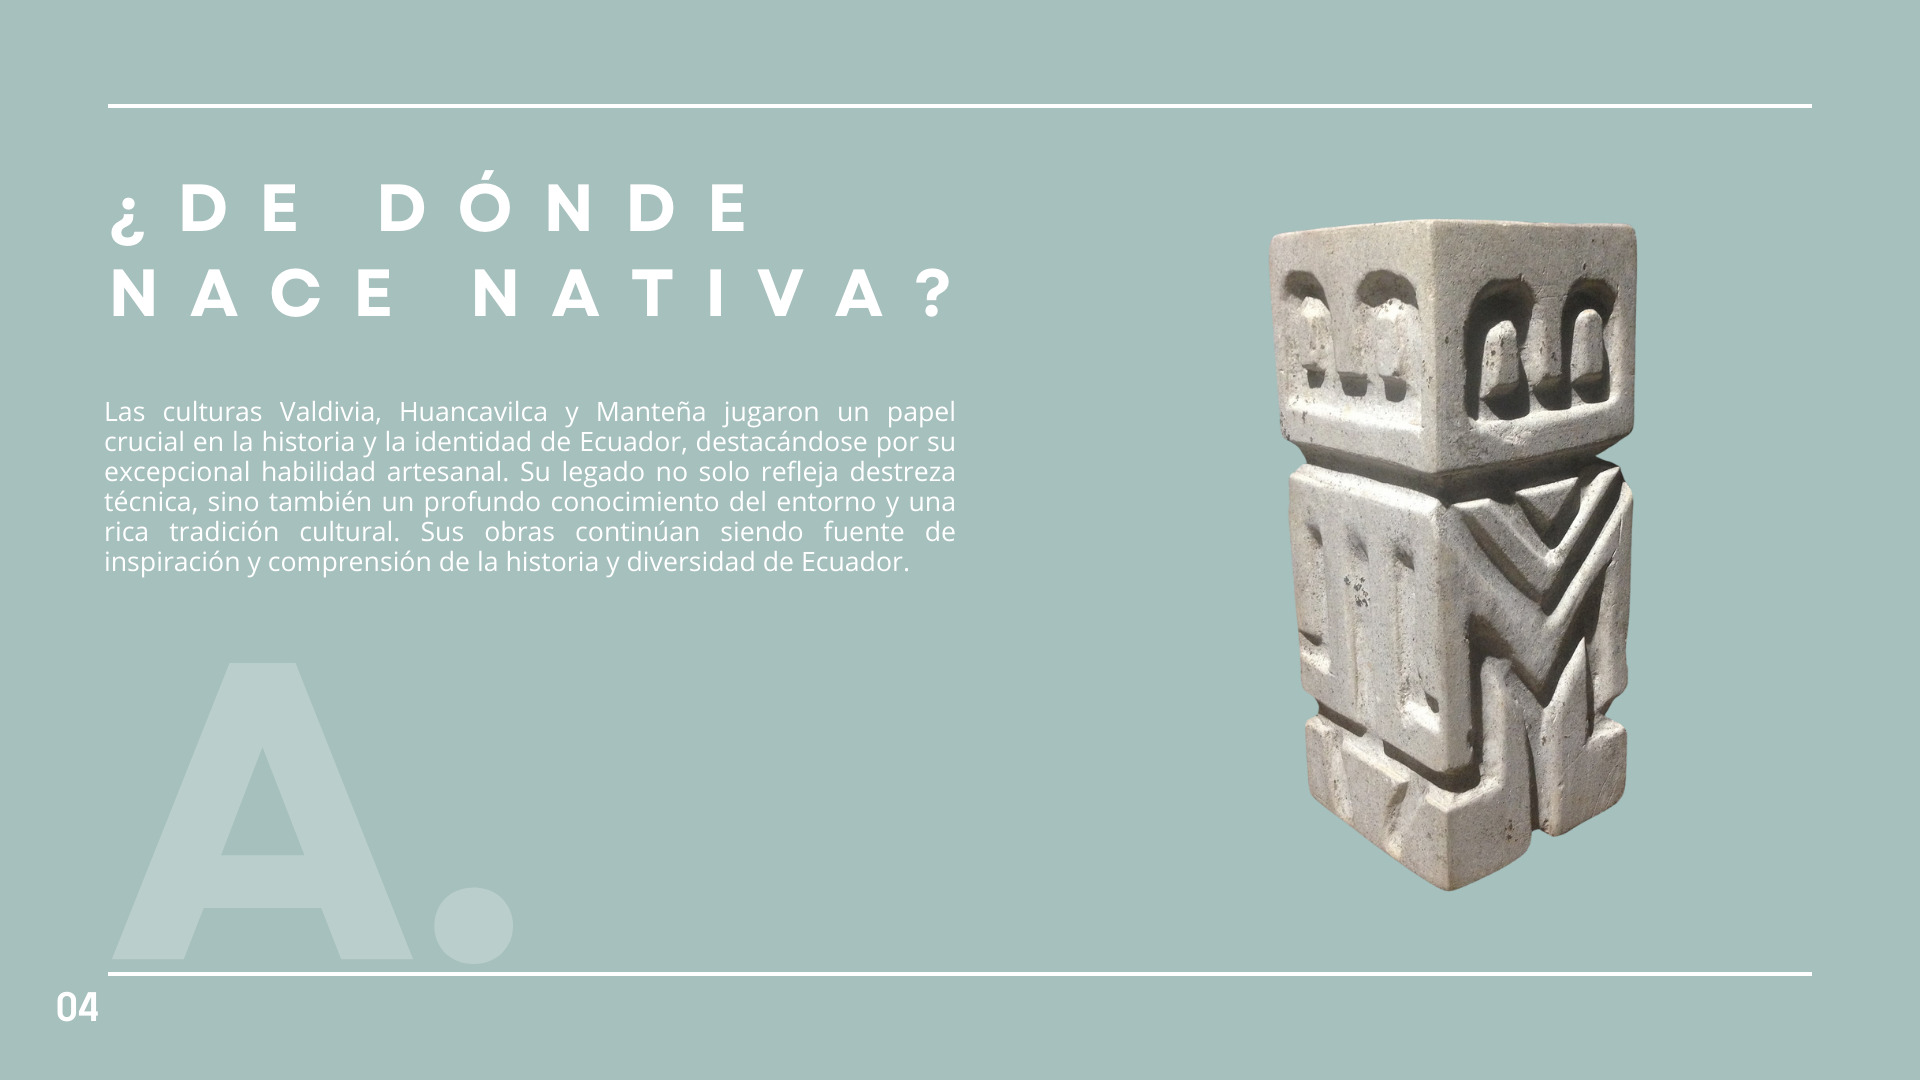 ¿DE DÓNDE
NACE NATIVA?
Las culturas Valdivia, Huancavilca y Manteña jugaron un papel
crucial en la historia y la identidad de Ecuador, destacándose por su
excepcional habilidad artesanal. Su legado no solo refleja destreza
técnica, sino también un profundo conocimiento del entorno y una
rica tradición cultural. Sus obras continúan siendo fuente de
inspiración y comprensión de la historia y diversidad de Ecuador.
A.
04